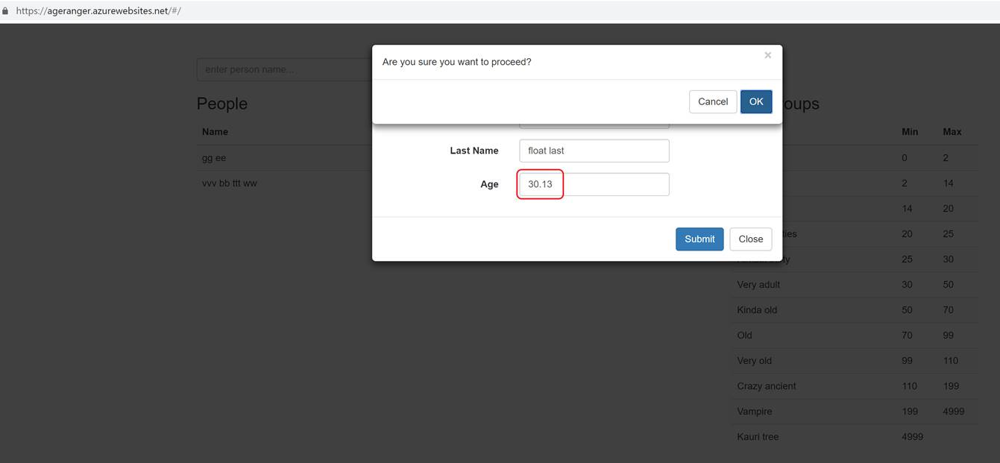 https://ageranger.azurewebsites.net/#/
Are you sure you want to proceed?
×
Cancel
OK
enter person name...
People
oups
Name
Min
Max
gg ee
0
2
vvv bb ttt ww
2
14
14
20
ties
20
25
25
30
Very adult
30
50
Kinda old
50
70
Old
70
99
Very old
99
110
Crazy ancient
110
199
Vampire
199
4999
Kauri tree
4999
Last Name
float last
Age
30.13
Submit
Close